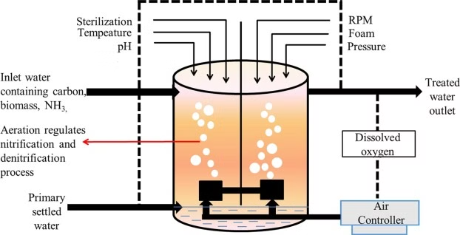 Sterilization
Tempeature
pH
RPM
Foam
Pressure
Inlet water
containing carbon,
biomass, NH3,
Treated
water
outlet
Aeration regulates
nitrification and
denitrification
process
Dissolved
oxygen
Primary
settled
water
Air
Controller